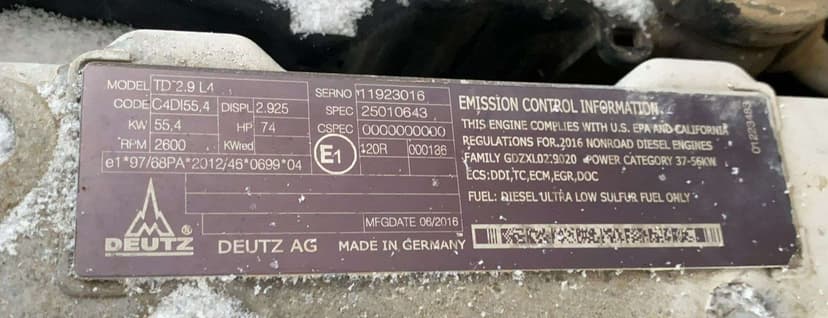 MODEL TD 2.9 L4
CODE C4DI55,4 DISPL 2.925
KW 55,4 HP 74
RPM 2600 KWred
e1*97/68PA*2012/46*0699*04
SERNO 11923016
SPEC 25010643
CSPEC 0000000000
E1 120R 000136
MFGDATE 06/2016
DEUTZ DEUTZ AG MADE IN GERMANY
EMISSION CONTROL INFORMATION
THIS ENGINE COMPLIES WITH U.S. EPA AND CALIFORNIA
REGULATIONS FOR 2016 NONROAD DIESEL ENGINES
FAMILY GDZXL02.9020 POWER CATEGORY 37-56KW
ECS:DDI,TC,ECM,EGR,DOC
FUEL: DIESEL ULTRA LOW SULFUR FUEL ONLY